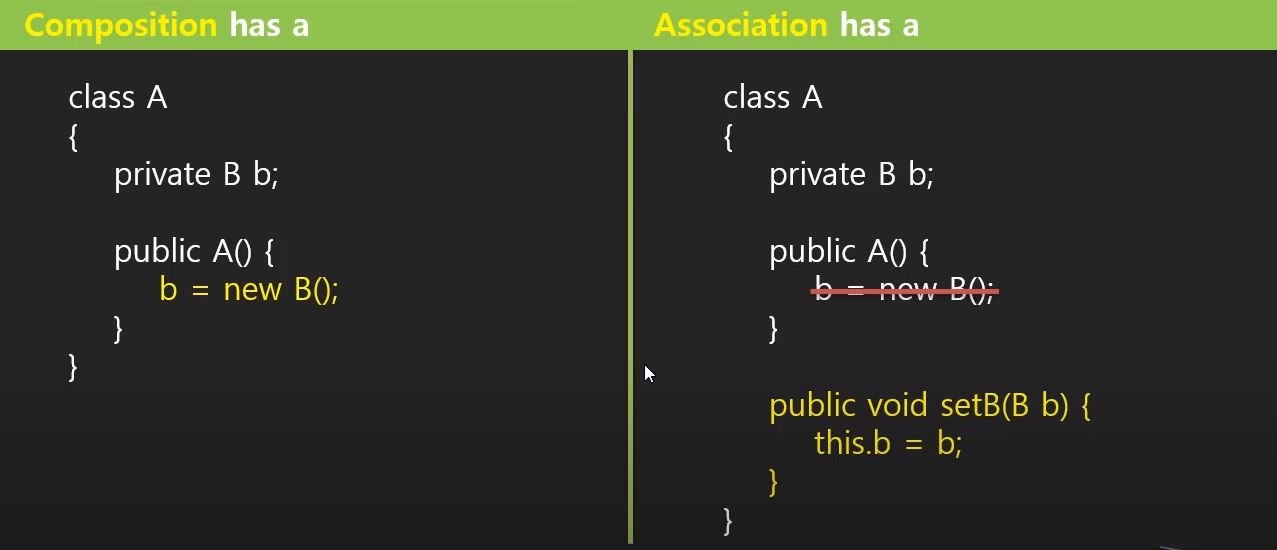 Composition has a
class A
{
private B b;
public A() {
b = new B();
}
}
Association has a
class A
{
private B b;
public A() {
b = new B();
}
public void setB(B b) {
this.b = b;
}
}